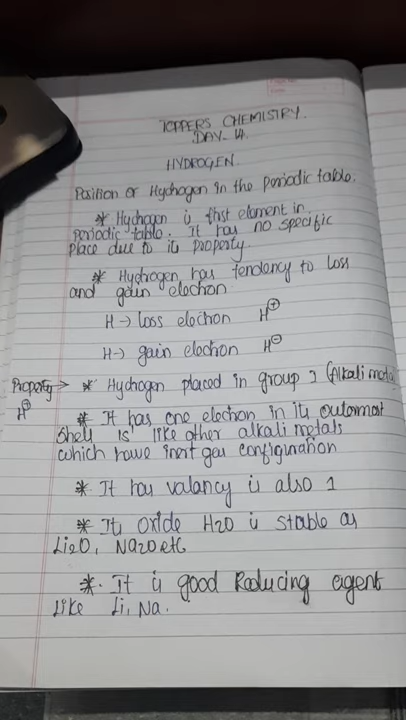 TOPPERS CHEMISTRY.
DAY-14.
HYDROGEN.
Position of Hydrogen in the periodic table.
* Hydrogen is first element in
periodic table. It has no specific
place due to its property.
* Hydrogen has tendency to loss
and gain electron
H → loss electron H⊕
H → gain electron H⊖
Property → * Hydrogen placed in group 1 (Alkali metal
H⊕
* It has one electron in its outermost
shell is like other alkali metals
which have inert gas configuration
* It has valancy is also 1
* Its oxide H2O is stable as
Li2O, Na2O etc
* It is good Reducing agent
like Li, Na.